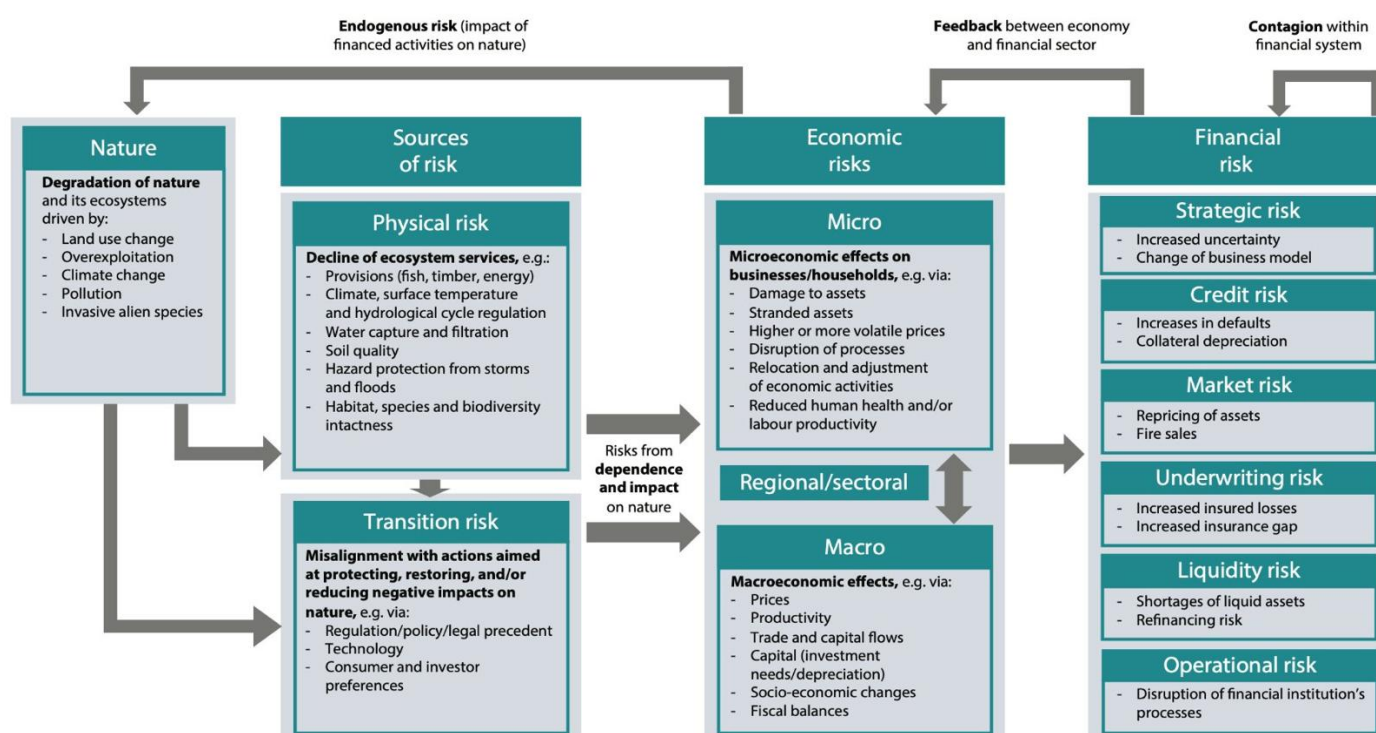 Endogenous risk (impact of
financed activities on nature)
Feedback between economy
and financial sector
Contagion within
financial system
Nature
Degradation of nature
and its ecosystems
driven by:
- Land use change
- Overexploitation
- Climate change
- Pollution
- Invasive alien species
Sources
of risk
Physical risk
Decline of ecosystem services, e.g.:
- Provisions (fish, timber, energy)
- Climate, surface temperature
and hydrological cycle regulation
- Water capture and filtration
- Soil quality
- Hazard protection from storms
and floods
- Habitat, species and biodiversity
intactness
Transition risk
Misalignment with actions aimed
at protecting, restoring, and/or
reducing negative impacts on
nature, e.g. via:
- Regulation/policy/legal precedent
- Technology
- Consumer and investor
preferences
Risks from
dependence
and impact
on nature
Economic
risks
Micro
Microeconomic effects on
businesses/households, e.g. via:
- Damage to assets
- Stranded assets
- Higher or more volatile prices
- Disruption of processes
- Relocation and adjustment
of economic activities
- Reduced human health and/or
labour productivity
Regional/sectoral
Macro
Macroeconomic effects, e.g. via:
- Prices
- Productivity
- Trade and capital flows
- Capital (investment
needs/depreciation)
- Socio-economic changes
- Fiscal balances
Financial
risk
Strategic risk
- Increased uncertainty
- Change of business model
Credit risk
- Increases in defaults
- Collateral depreciation
Market risk
- Repricing of assets
- Fire sales
Underwriting risk
- Increased insured losses
- Increased insurance gap
Liquidity risk
- Shortages of liquid assets
- Refinancing risk
Operational risk
- Disruption of financial institution's
processes